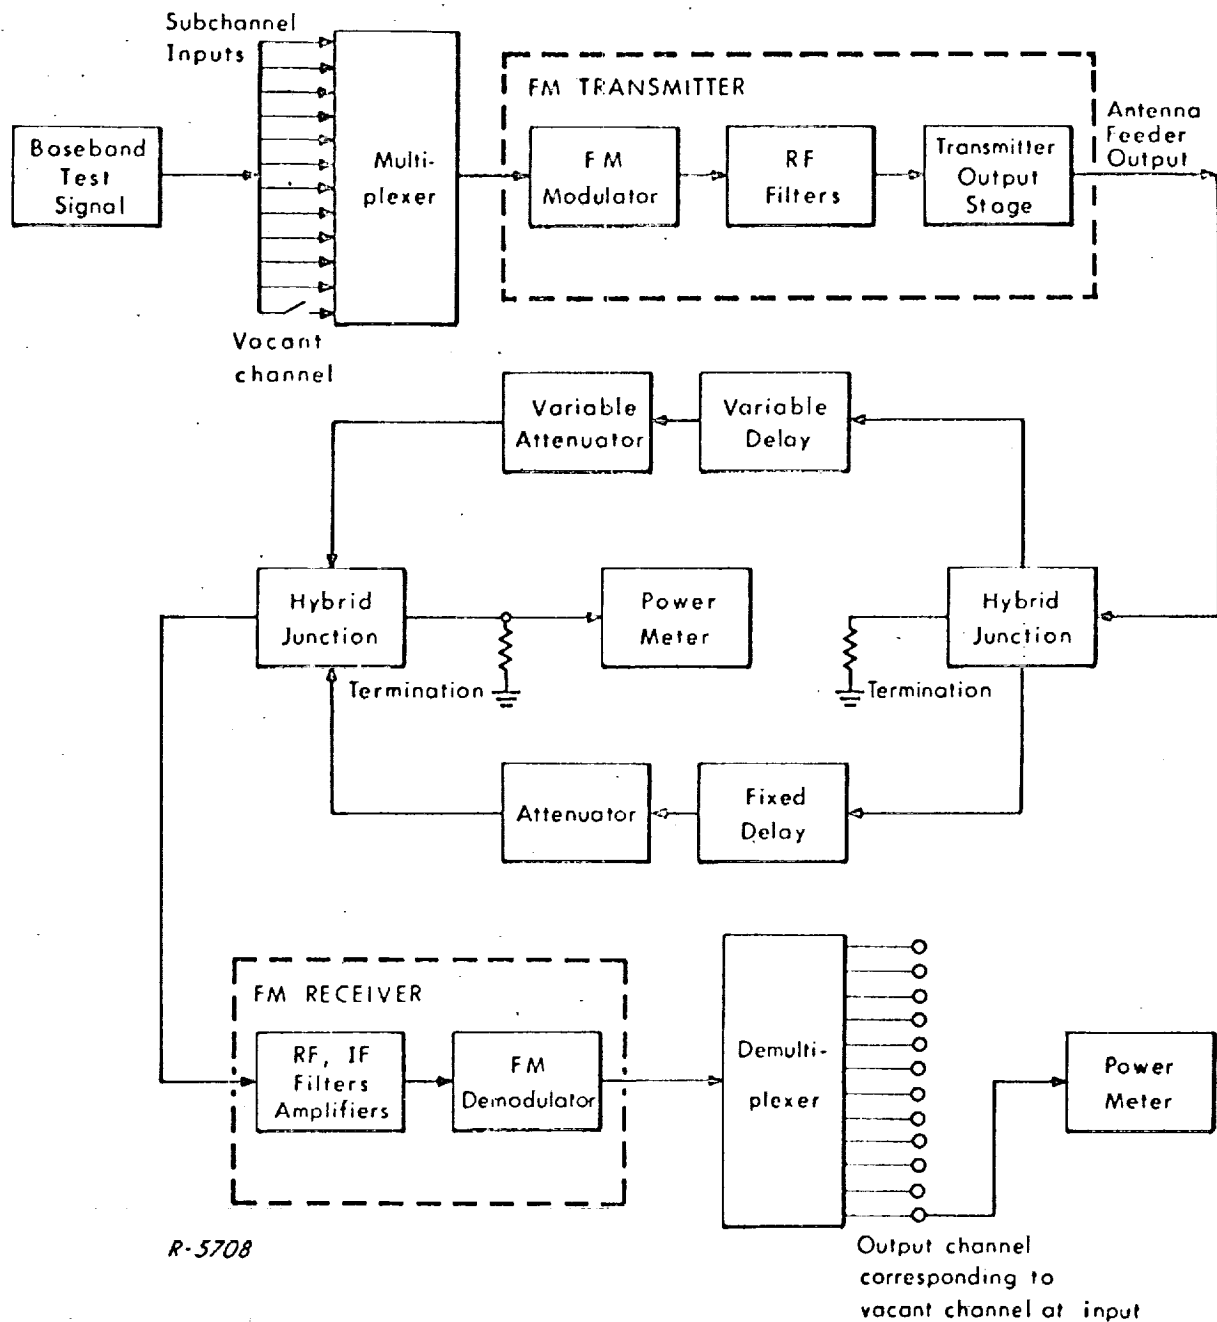 Subchannel
Inputs
Baseband
Test
Signal
Multi-
plexer
Vacant
channel
FM TRANSMITTER
FM
Modulator
RF
Filters
Transmitter
Output
Stage
Antenna
Feeder
Output
Variable
Attenuator
Variable
Delay
Hybrid
Junction
Power
Meter
Hybrid
Junction
Termination
Termination
Attenuator
Fixed
Delay
FM RECEIVER
RF, IF
Filters
Amplifiers
FM
Demodulator
Demulti-
plexer
Power
Meter
R-5708
Output channel
corresponding to
vacant channel at input